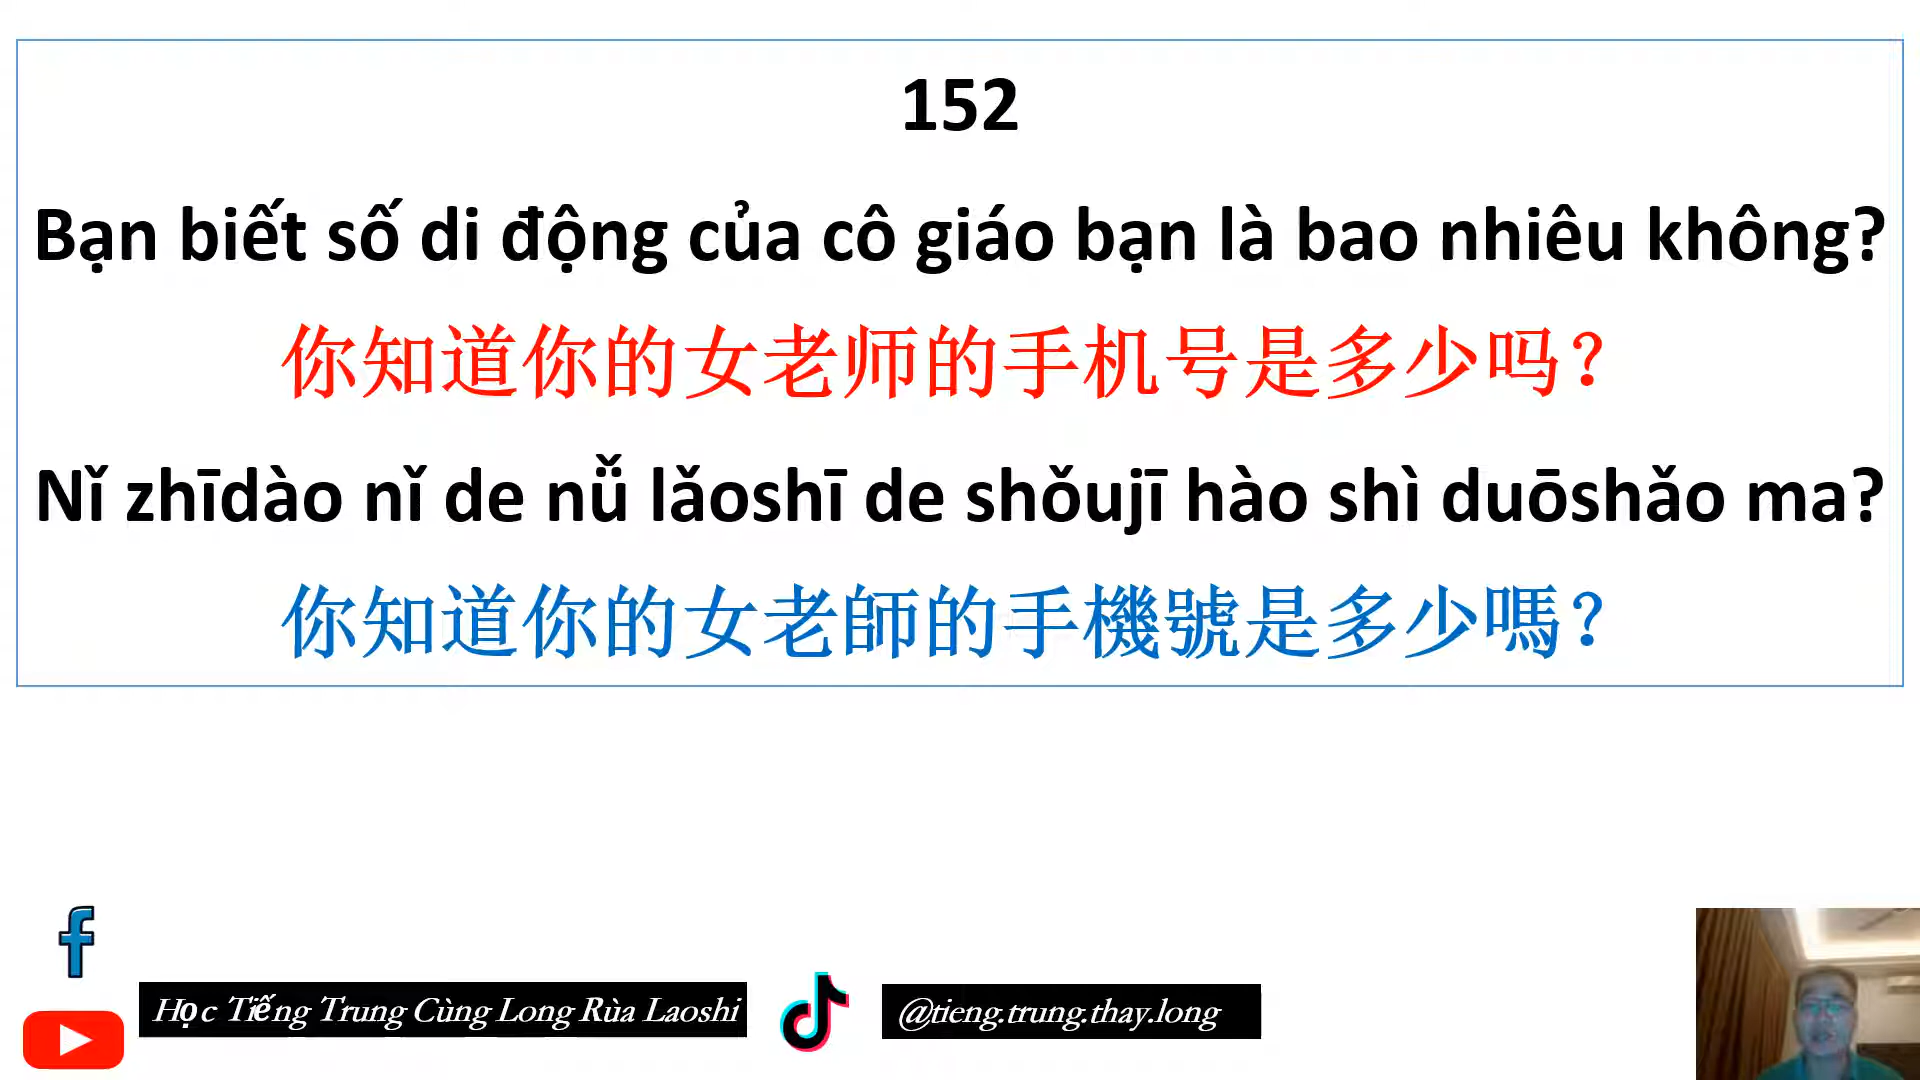 152
Bạn biết số di động của cô giáo bạn là bao nhiêu không?
你知道你的女老师的手机号是多少吗？
Nǐ zhīdào nǐ de nǚ lǎoshī de shǒujī hào shì duōshǎo ma?
你知道你的女老師的手機號是多少嗎？
Học Tiếng Trung Cùng Long Rùa Laoshi
@tieng.trung.thay.long